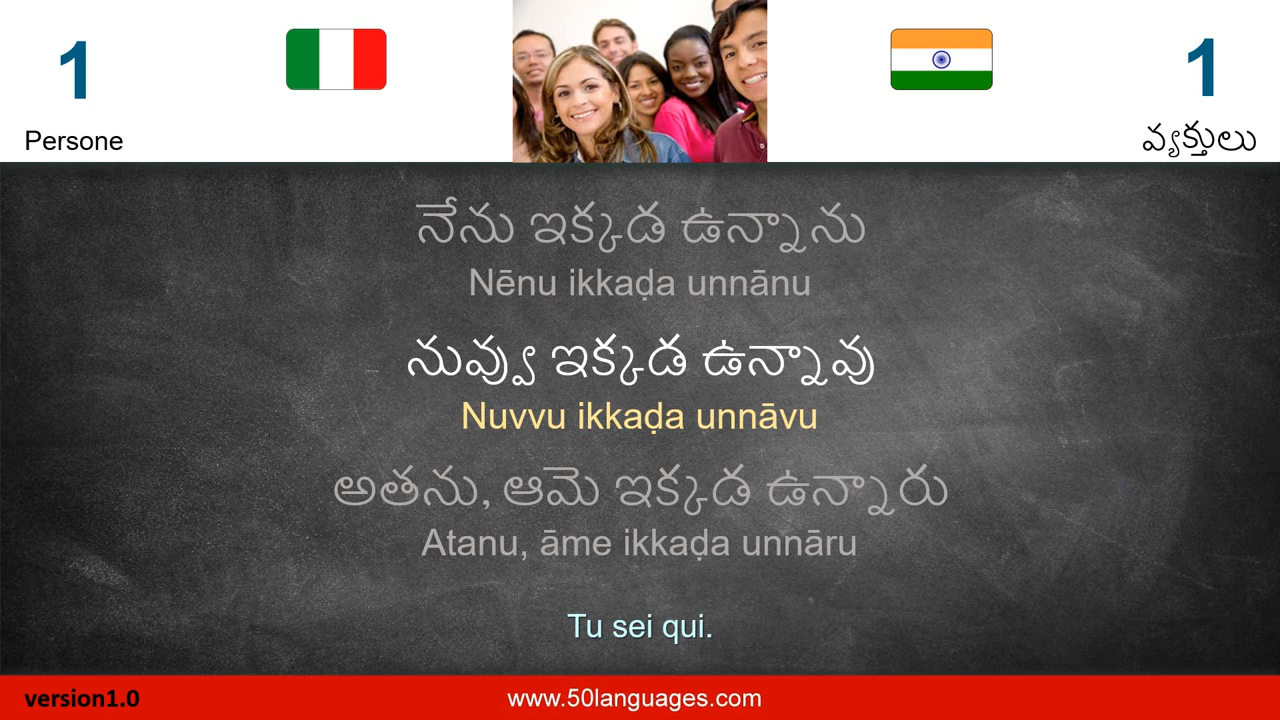 1
1
Persone
వ్యక్తులు
నేను ఇక్కడ ఉన్నాను
Nēnu ikkaḍa unnānu
నువ్వు ఇక్కడ ఉన్నావు
Nuvvu ikkaḍa unnāvu
అతను, ఆమె ఇక్కడ ఉన్నారు
Atanu, āme ikkaḍa unnāru
Tu sei qui.
version1.0
www.50languages.com